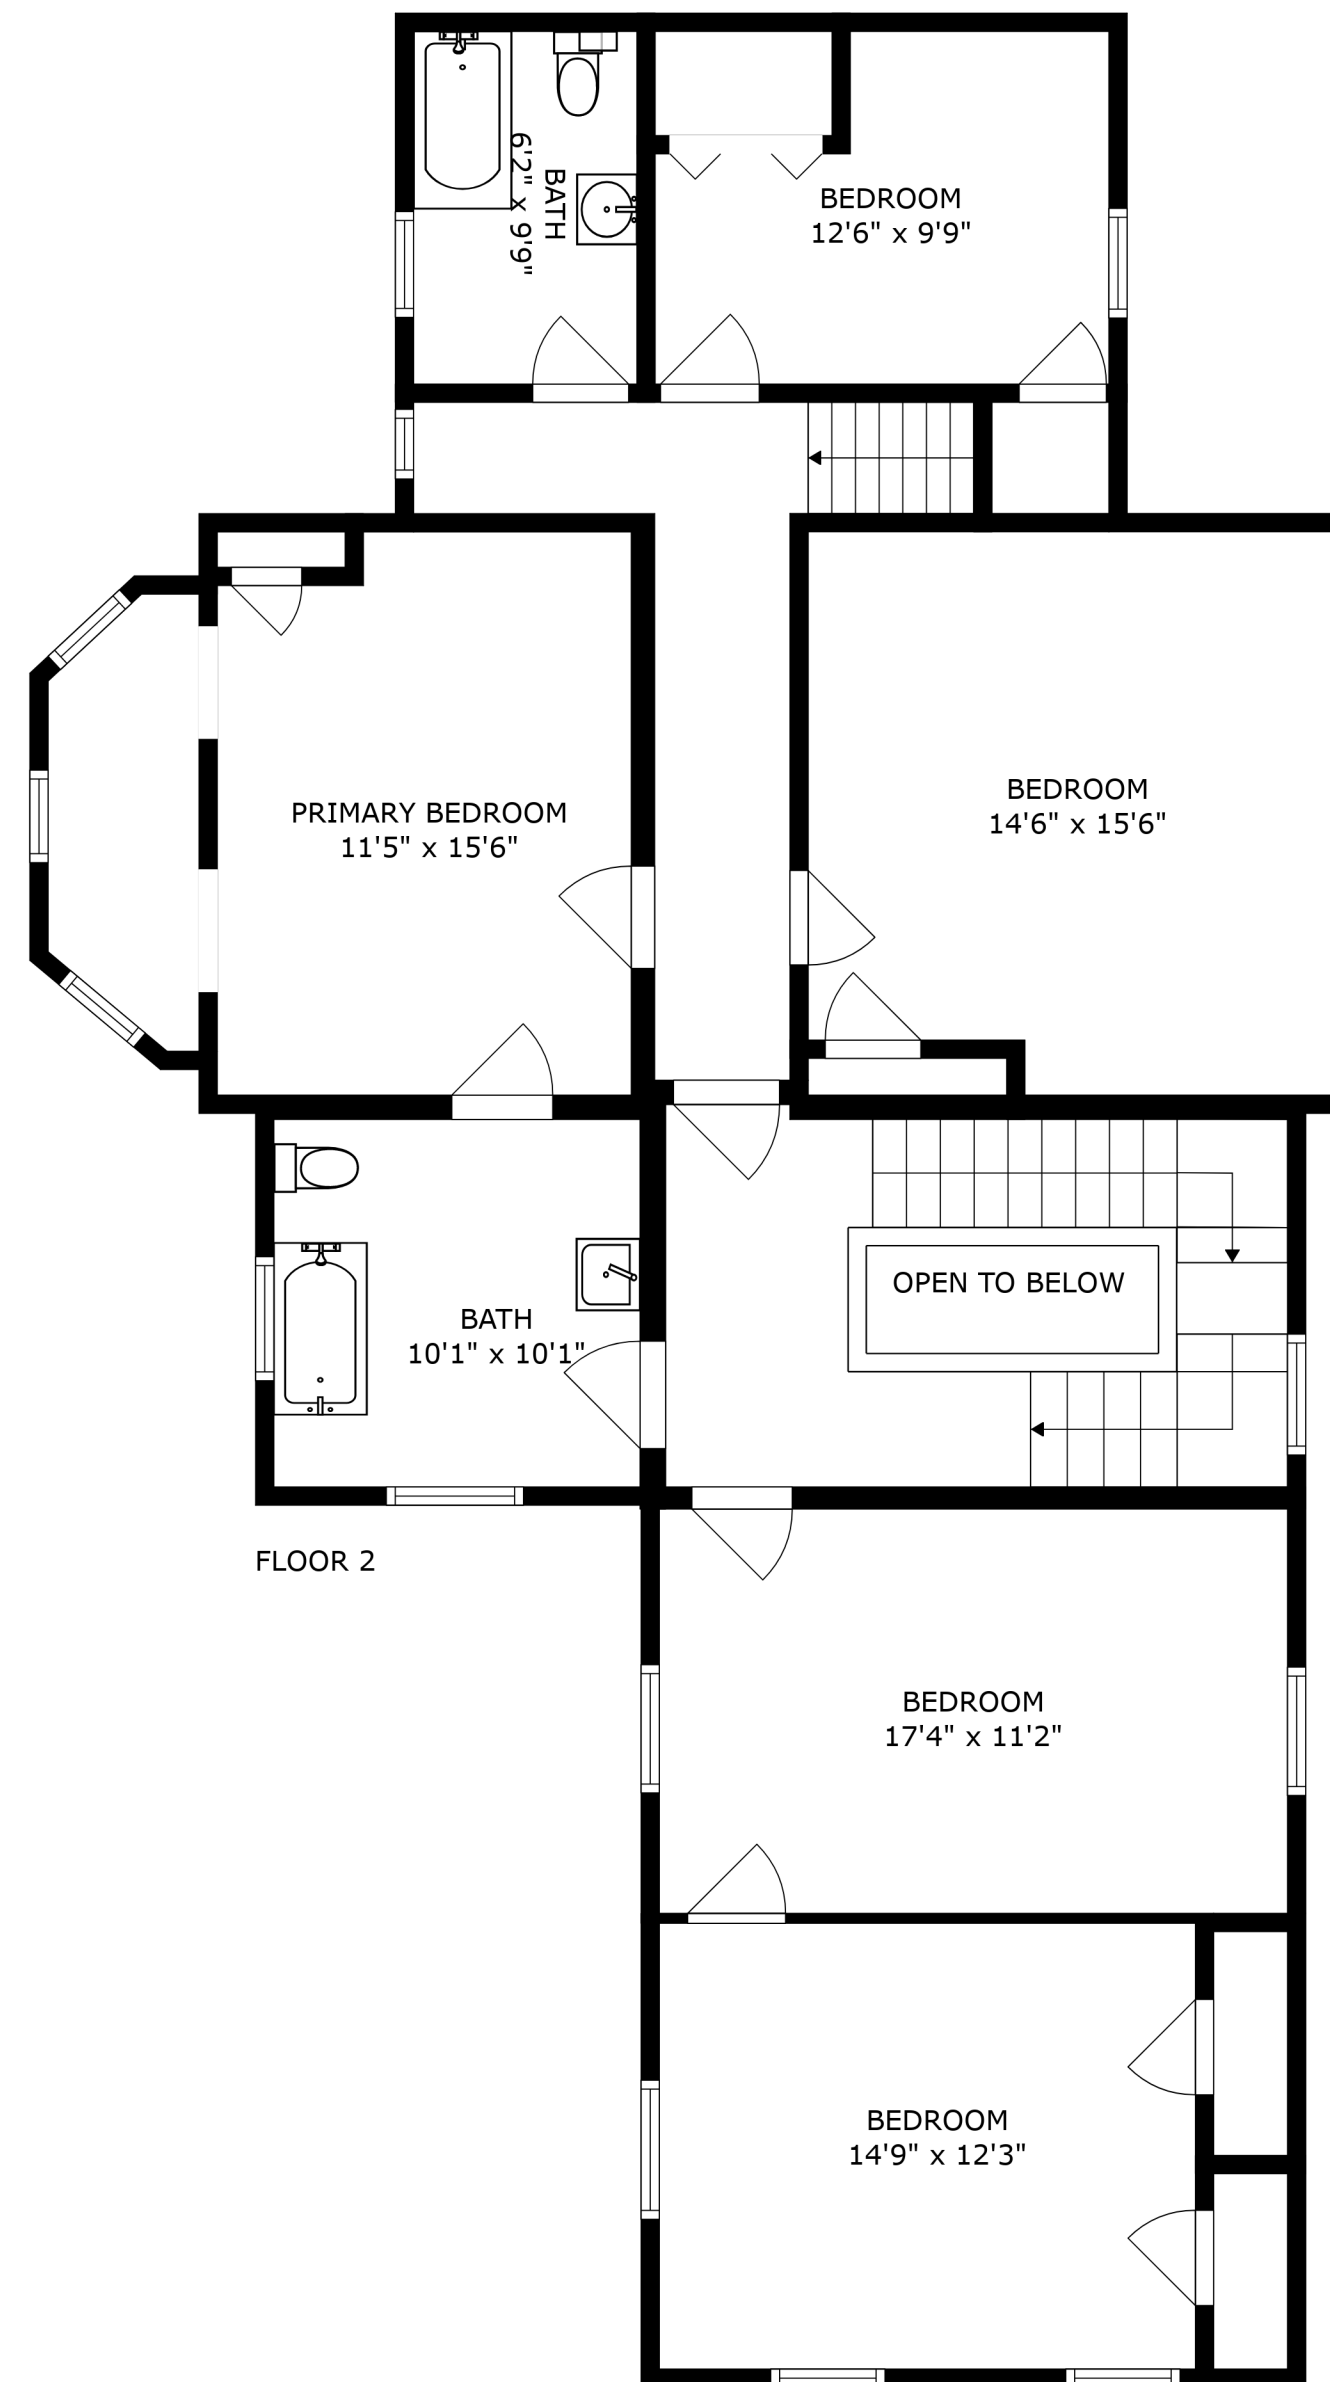 BATH
6'2" x 9'9"
BEDROOM
12'6" x 9'9"
PRIMARY BEDROOM
11'5" x 15'6"
BEDROOM
14'6" x 15'6"
OPEN TO BELOW
BATH
10'1" x 10'1"
FLOOR 2
BEDROOM
17'4" x 11'2"
BEDROOM
14'9" x 12'3"